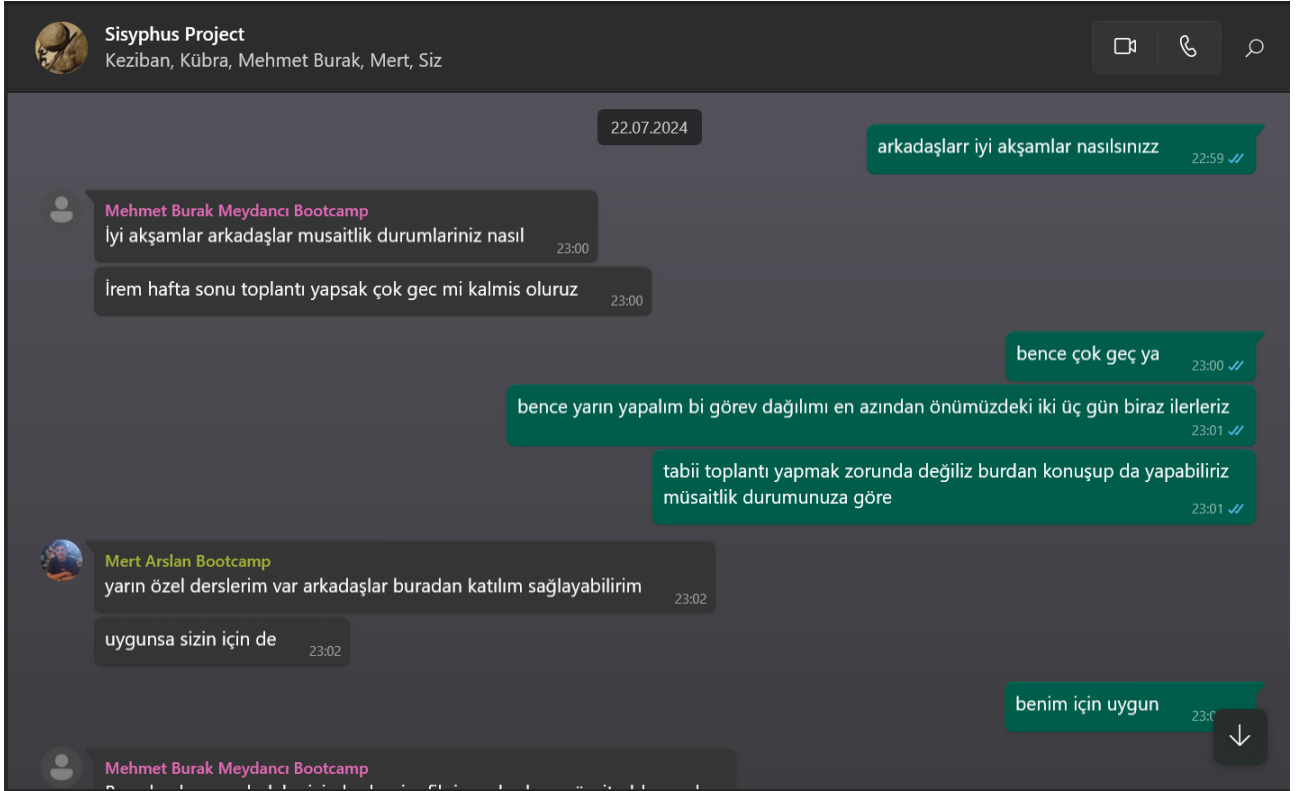 Sisyphus Project
Keziban, Kübra, Mehmet Burak, Mert, Siz
22.07.2024
arkadaşlarr iyi akşamlar nasılsınızz
22:59
Mehmet Burak Meydancı Bootcamp
İyi akşamlar arkadaşlar musaitlik durumlariniz nasıl
23:00
İrem hafta sonu toplantı yapsak çok gec mi kalmis oluruz
23:00
bence çok geç ya
23:00
bence yarın yapalım bi görev dağılımı en azından önümüzdeki iki üç gün biraz ilerleriz
23:01
tabii toplantı yapmak zorunda değiliz burdan konuşup da yapabiliriz
müsaitlik durumunuza göre
23:01
Mert Arslan Bootcamp
yarın özel derslerim var arkadaşlar buradan katılım sağlayabilirim
23:02
uygunsa sizin için de
23:02
benim için uygun
Mehmet Burak Meydancı Bootcamp